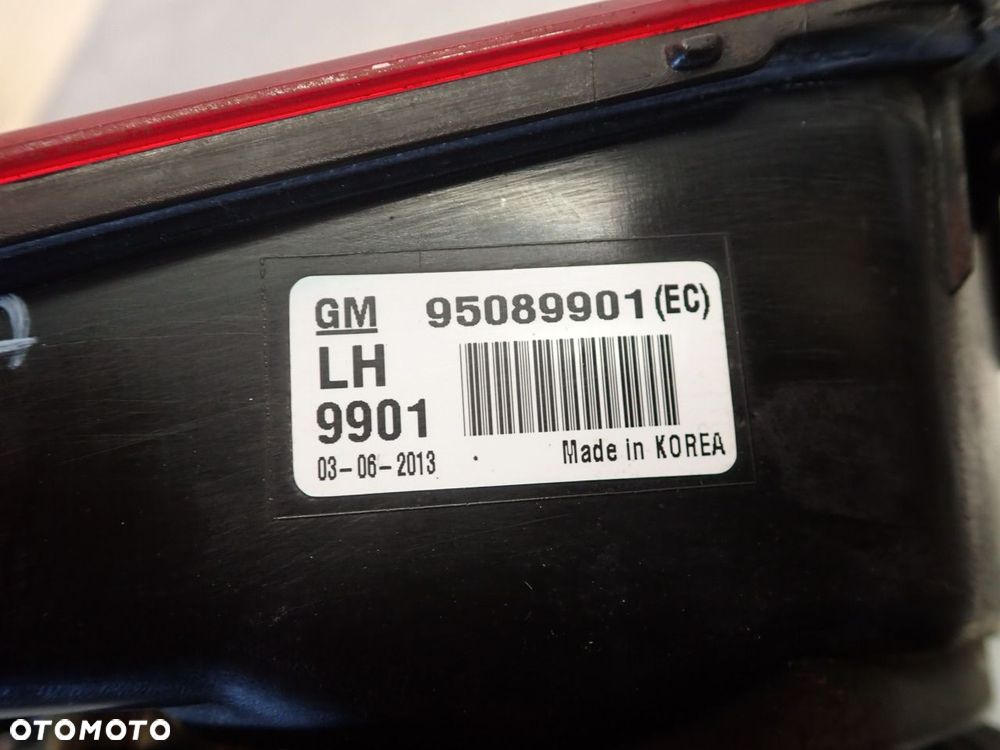 GM 95089901 (EC)
LH
9901
03-06-2013
Made in KOREA
OTOMOTO